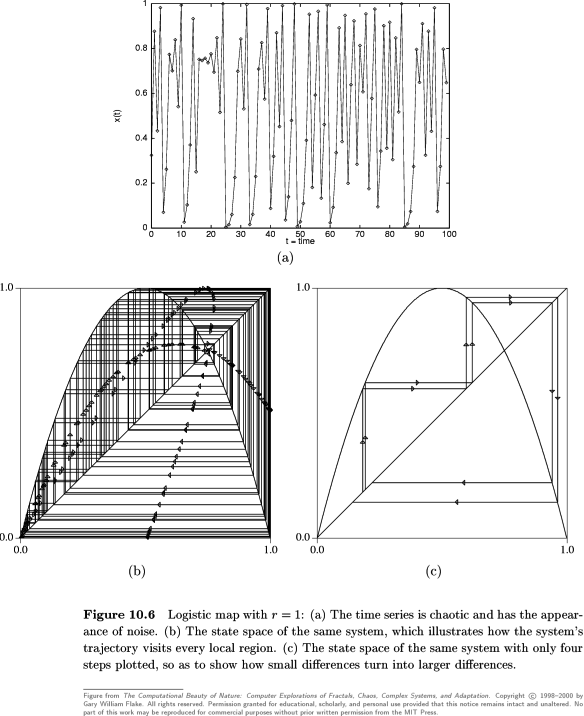 1
0.8
0.6
0.4
0.2
0
x(t)
0 10 20 30 40 50 60 70 80 90 100
t = time
(a)
1.0
0.0
0.0 1.0
(b)
1.0
0.0
0.0 1.0
(c)
Figure 10.6 Logistic map with r = 1: (a) The time series is chaotic and has the appear-
ance of noise. (b) The state space of the same system, which illustrates how the system's
trajectory visits every local region. (c) The state space of the same system with only four
steps plotted, so as to show how small differences turn into larger differences.
Figure from The Computational Beauty of Nature: Computer Explorations of Fractals, Chaos, Complex Systems, and Adaptation. Copyright © 1998–2000 by
Gary William Flake. All rights reserved. Permission granted for educational, scholarly, and personal use provided that this notice remains intact and unaltered. No
part of this work may be reproduced for commercial purposes without prior written permission from the MIT Press.